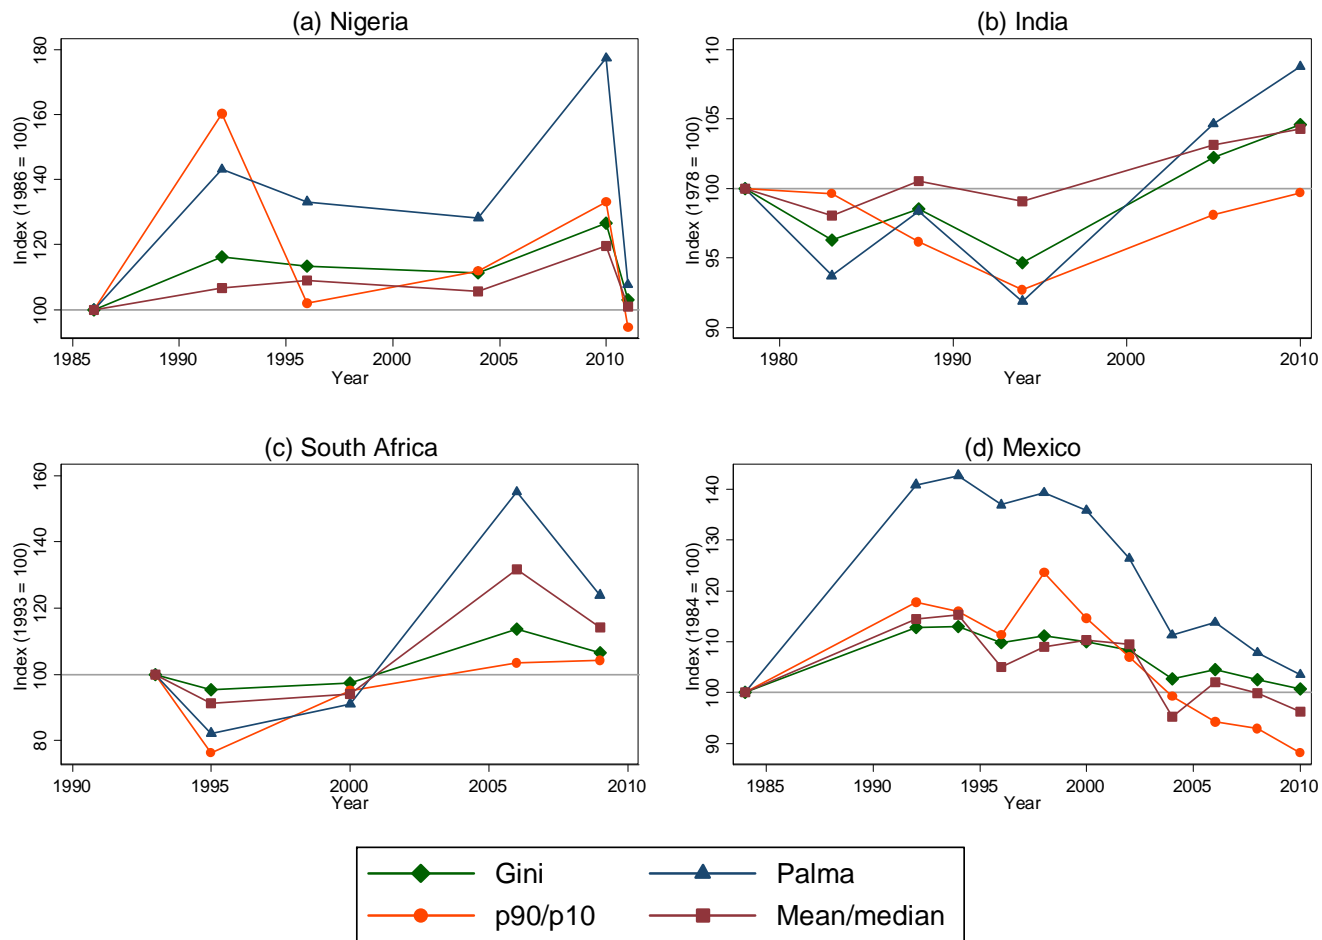 (a) Nigeria
Index (1986 = 100)
180
160
140
120
100
1985 1990 1995 2000 2005 2010
Year
(b) India
Index (1978 = 100)
110
105
100
95
90
1980 1990 2000 2010
Year
(c) South Africa
Index (1993 = 100)
160
140
120
100
80
1990 1995 2000 2005 2010
Year
(d) Mexico
Index (1984 = 100)
140
130
120
110
100
90
1985 1990 1995 2000 2005 2010
Year
Gini Palma
p90/p10 Mean/median